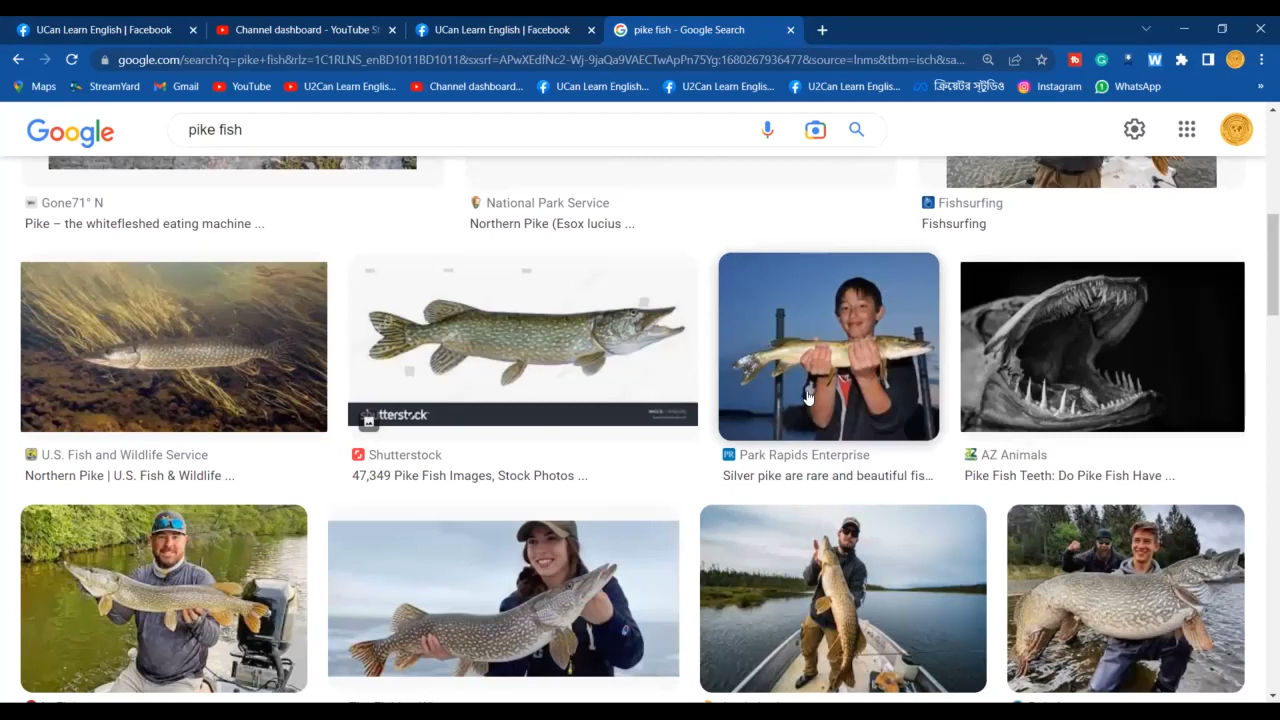 UCan Learn English | Facebook
Channel dashboard - YouTube St
UCan Learn English | Facebook
pike fish - Google Search
google.com/search?q=pike+fish&rlz=1C1RLNS_enBD1011BD1011&sxsrf=APwXEdfNc2-Wj-9jaQa9VAECTwApPn75Yg:1680267936477&source=lnms&tbm=isch&sa...
Maps
StreamYard
Gmail
YouTube
U2Can Learn Englis...
Channel dashboard...
UCan Learn English...
U2Can Learn Englis...
U2Can Learn Englis...
ক্রিয়েটর স্টুডিও
Instagram
WhatsApp
»
Google
pike fish
Gone71° N
Pike – the whitefleshed eating machine ...
National Park Service
Northern Pike (Esox lucius ...
Fishsurfing
Fishsurfing
shutterstock
U.S. Fish and Wildlife Service
Northern Pike | U.S. Fish & Wildlife ...
Shutterstock
47,349 Pike Fish Images, Stock Photos ...
Park Rapids Enterprise
Silver pike are rare and beautiful fis...
AZ Animals
Pike Fish Teeth: Do Pike Fish Have ...